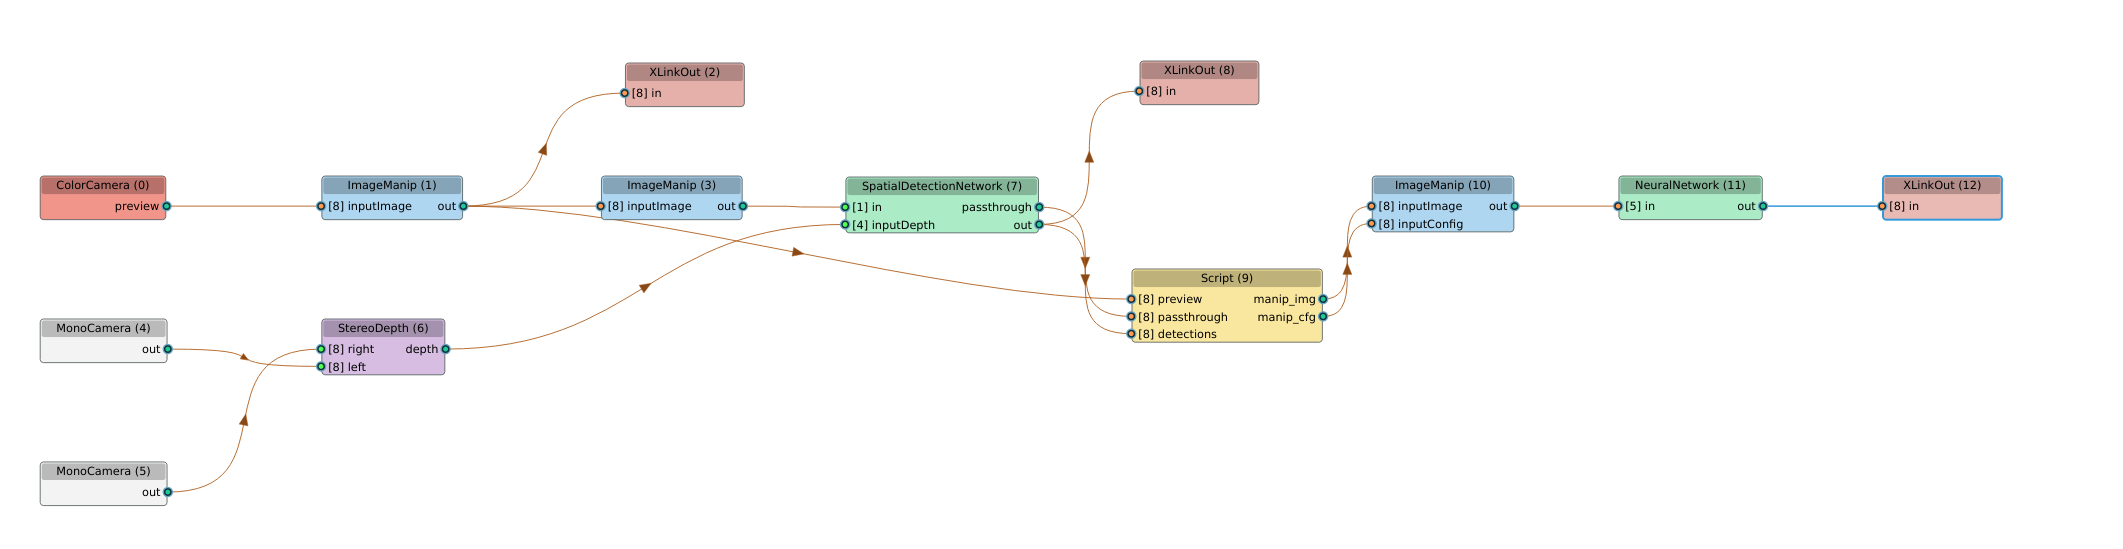 XLinkOut (2)
[8] in
XLinkOut (8)
[8] in
ColorCamera (0)
preview
ImageManip (1)
[8] inputImage out
ImageManip (3)
[8] inputImage out
SpatialDetectionNetwork (7)
[1] in passthrough
[4] inputDepth out
ImageManip (10)
[8] inputImage out
[8] inputConfig
NeuralNetwork (11)
[5] in out
XLinkOut (12)
[8] in
Script (9)
[8] preview manip_img
[8] passthrough manip_cfg
[8] detections
MonoCamera (4)
out
StereoDepth (6)
[8] right depth
[8] left
MonoCamera (5)
out